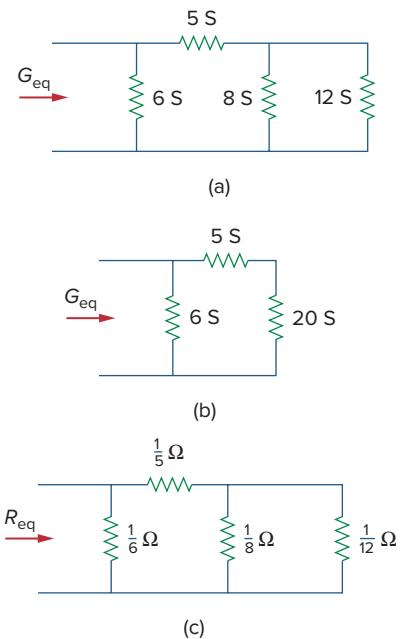 5 S
G_eq
6 S 8 S 12 S
(a)
5 S
G_eq
6 S 20 S
(b)
1/5 Ω
R_eq
1/6 Ω 1/8 Ω 1/12 Ω
(c)